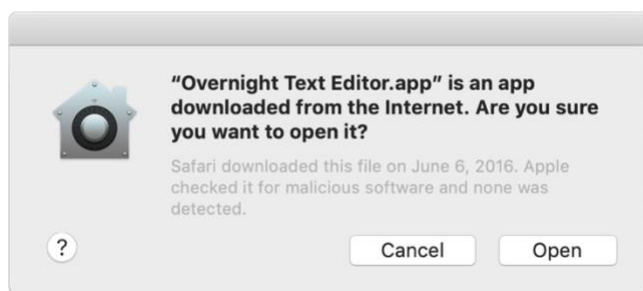 “Overnight Text Editor.app” is an app
downloaded from the Internet. Are you sure
you want to open it?
Safari downloaded this file on June 6, 2016. Apple
checked it for malicious software and none was
detected.
?
Cancel
Open